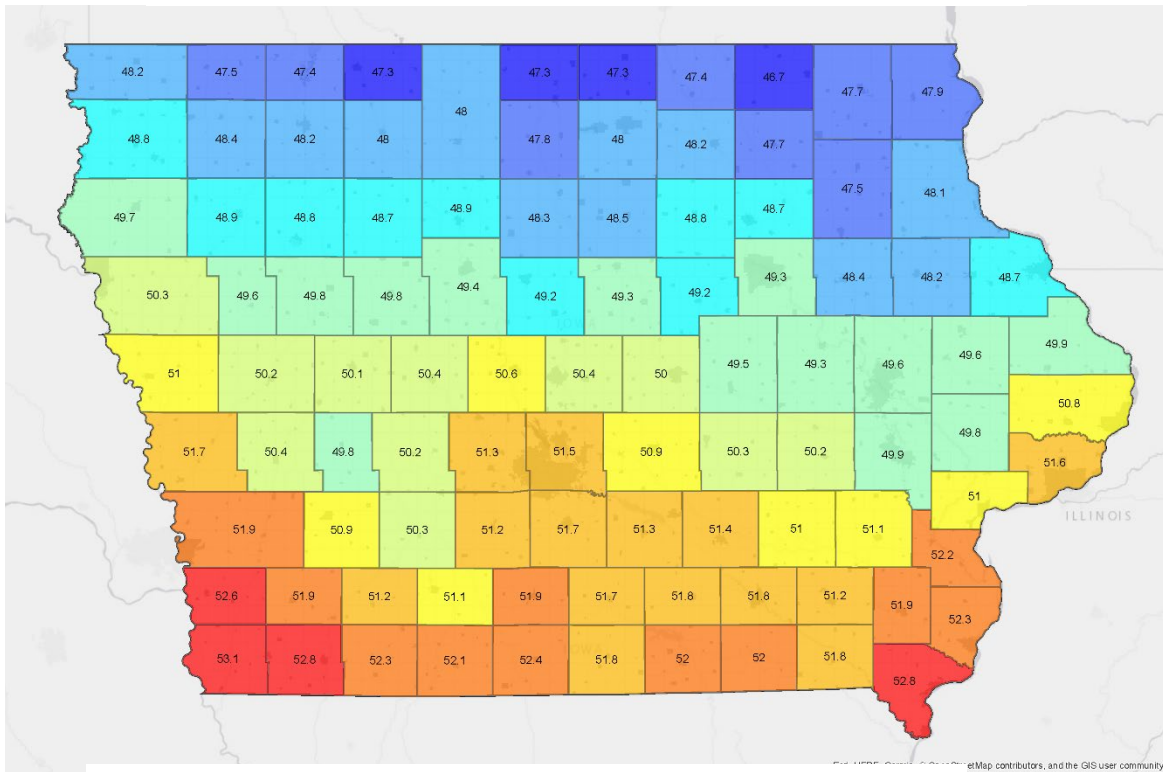 48.2 47.5 47.4 47.3 48 47.3 47.3 47.4 46.7 47.7 47.9
48.8 48.4 48.2 48 47.8 48 48.2 47.7 47.5 48.1
49.7 48.9 48.8 48.7 48.9 48.3 48.5 48.8 48.7
50.3 49.6 49.8 49.8 49.4 49.2 49.3 49.2 49.3 48.4 48.2 48.7
51 50.2 50.1 50.4 50.6 50.4 50 49.5 49.3 49.6 49.6 49.9
50.8
51.7 50.4 49.8 50.2 51.3 51.5 50.9 50.3 50.2 49.9 49.8 51.6
51.9 50.9 50.3 51.2 51.7 51.3 51.4 51 51.1 51
ILLINOIS
52.2
52.6 51.9 51.2 51.1 51.9 51.7 51.8 51.8 51.2 51.9 52.3
53.1 52.8 52.3 52.1 52.4 51.8 52 52 51.8 52.8
etMap contributors, and the GIS user community